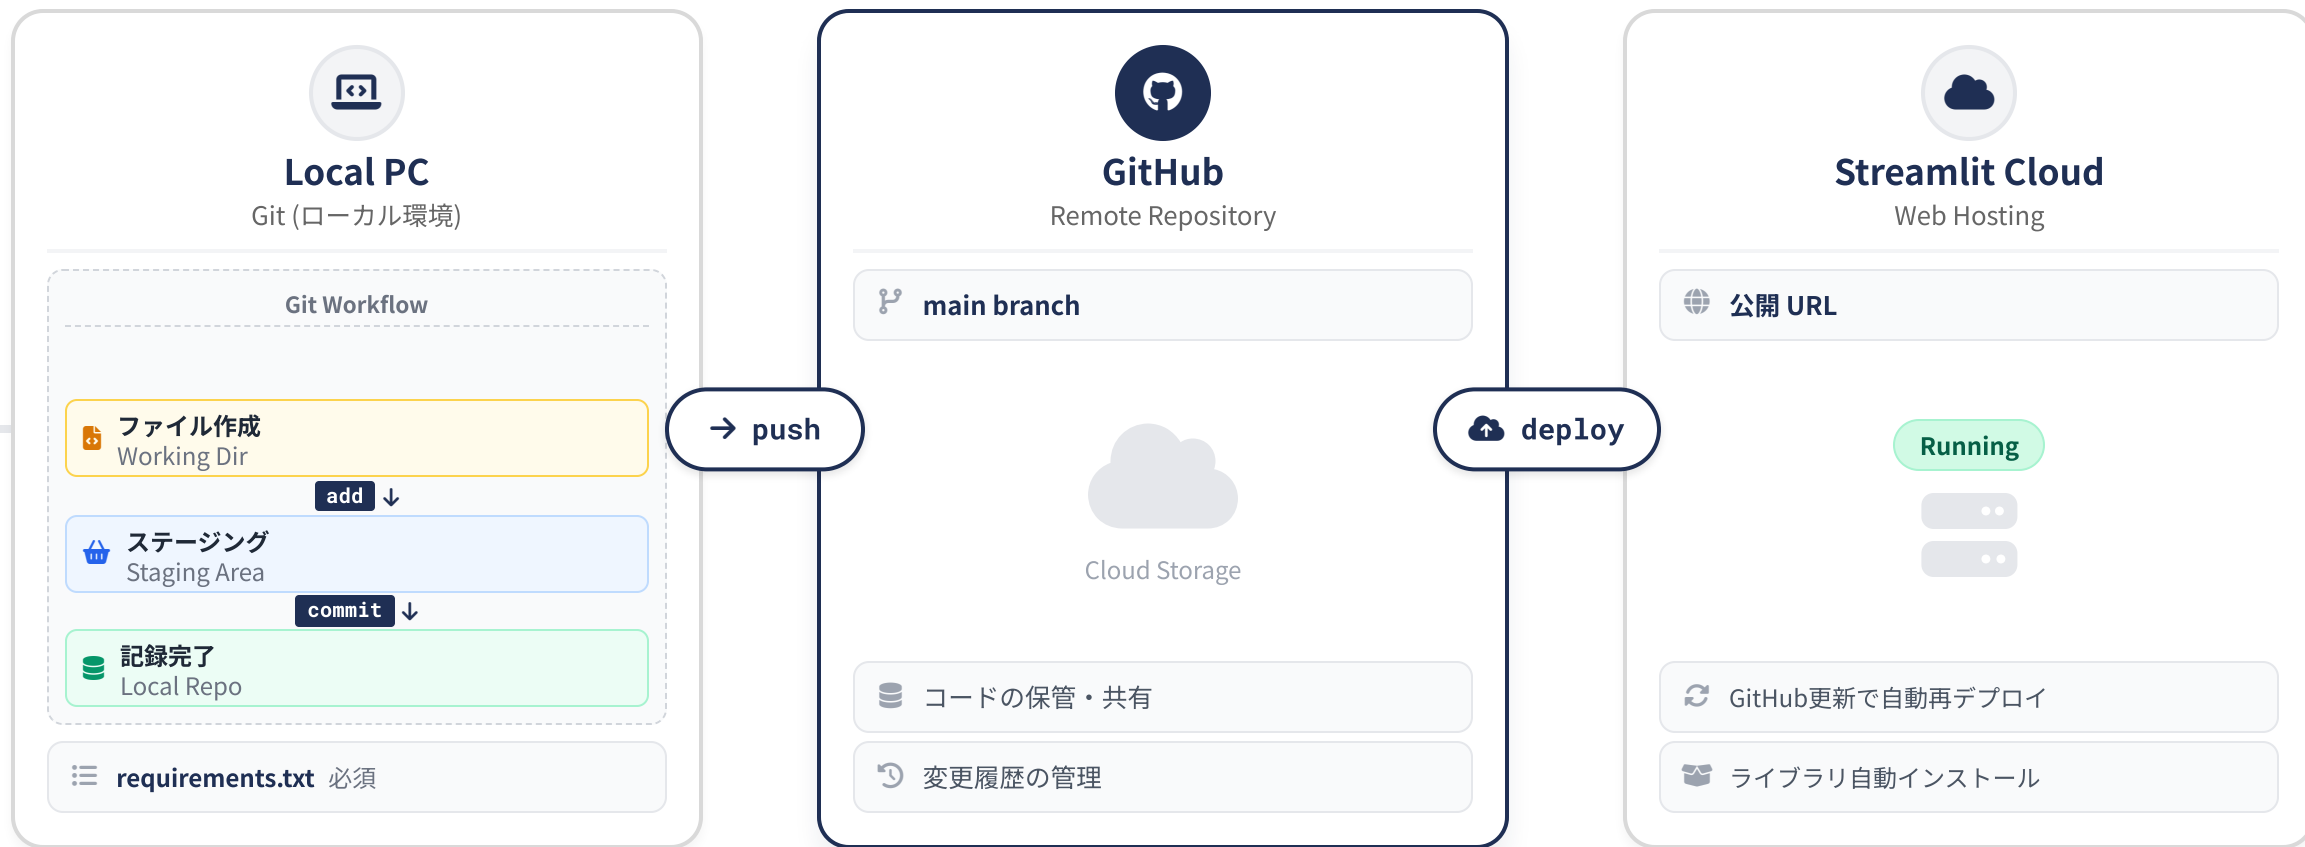 Local PC
Git (ローカル環境)
Git Workflow
ファイル作成
Working Dir
add
ステージング
Staging Area
commit
記録完了
Local Repo
requirements.txt 必須
push
GitHub
Remote Repository
main branch
Cloud Storage
コードの保管・共有
変更履歴の管理
deploy
Streamlit Cloud
Web Hosting
公開 URL
Running
GitHub更新で自動再デプロイ
ライブラリ自動インストール